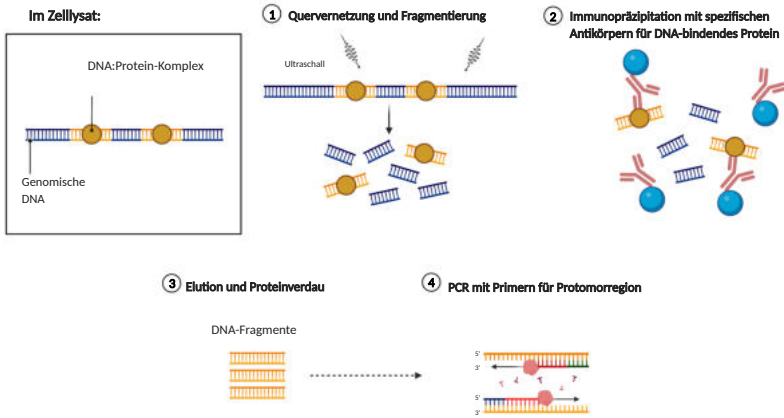 Im Zelllysat:
DNA:Protein-Komplex
Genomische
DNA
1 Quervernetzung und Fragmentierung
Ultraschall
2 Immunopräzipitation mit spezifischen
Antikörpern für DNA-bindendes Protein
3 Elution und Proteinverdau
DNA-Fragmente
4 PCR mit Primern für Protomorregion
5'
3'
5'
3'